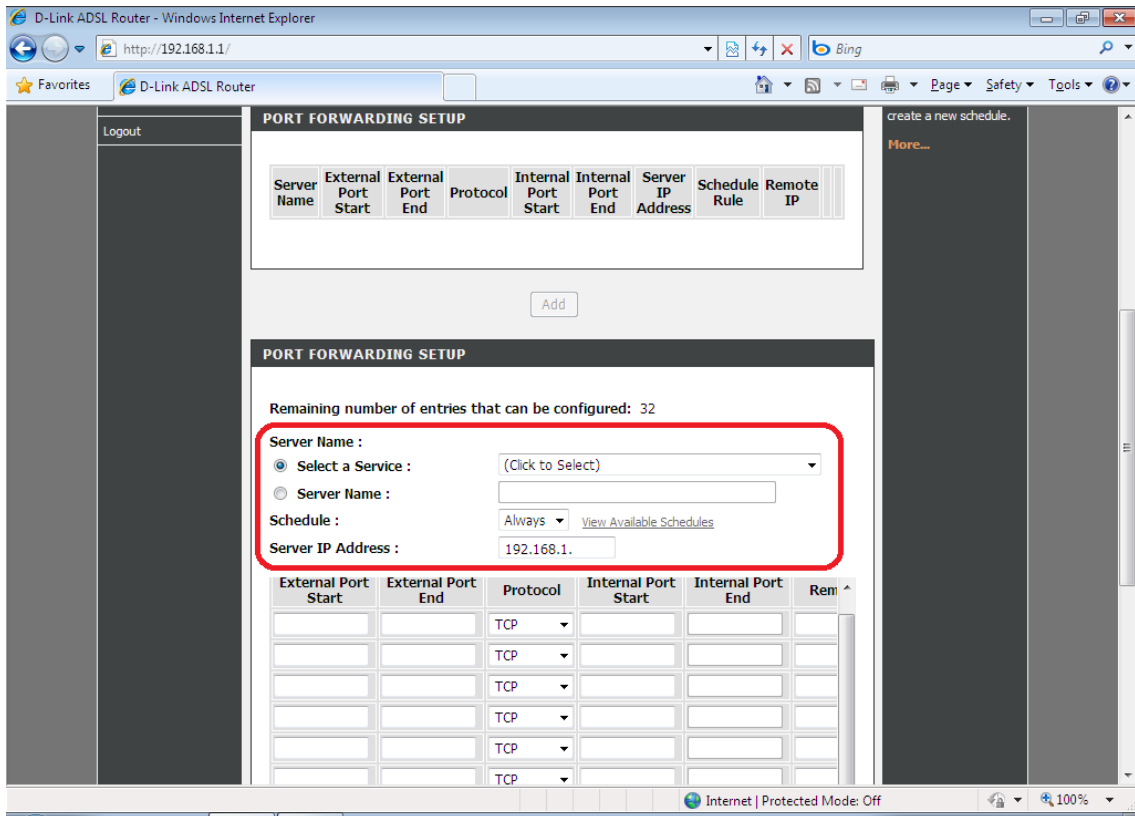 D-Link ADSL Router - Windows Internet Explorer
http://192.168.1.1/
Bing
Favorites
D-Link ADSL Router
Page
Safety
Tools
Logout
PORT FORWARDING SETUP
create a new schedule.
More...
Server Name External Port Start External Port End Protocol Internal Port Start Internal Port End Server IP Address Schedule Rule Remote IP
Add
PORT FORWARDING SETUP
Remaining number of entries that can be configured: 32
Server Name :
Select a Service : (Click to Select)
Server Name :
Schedule : Always View Available Schedules
Server IP Address : 192.168.1.
External Port Start External Port End Protocol Internal Port Start Internal Port End Rem
TCP
TCP
TCP
TCP
TCP
TCP
Internet | Protected Mode: Off
100%